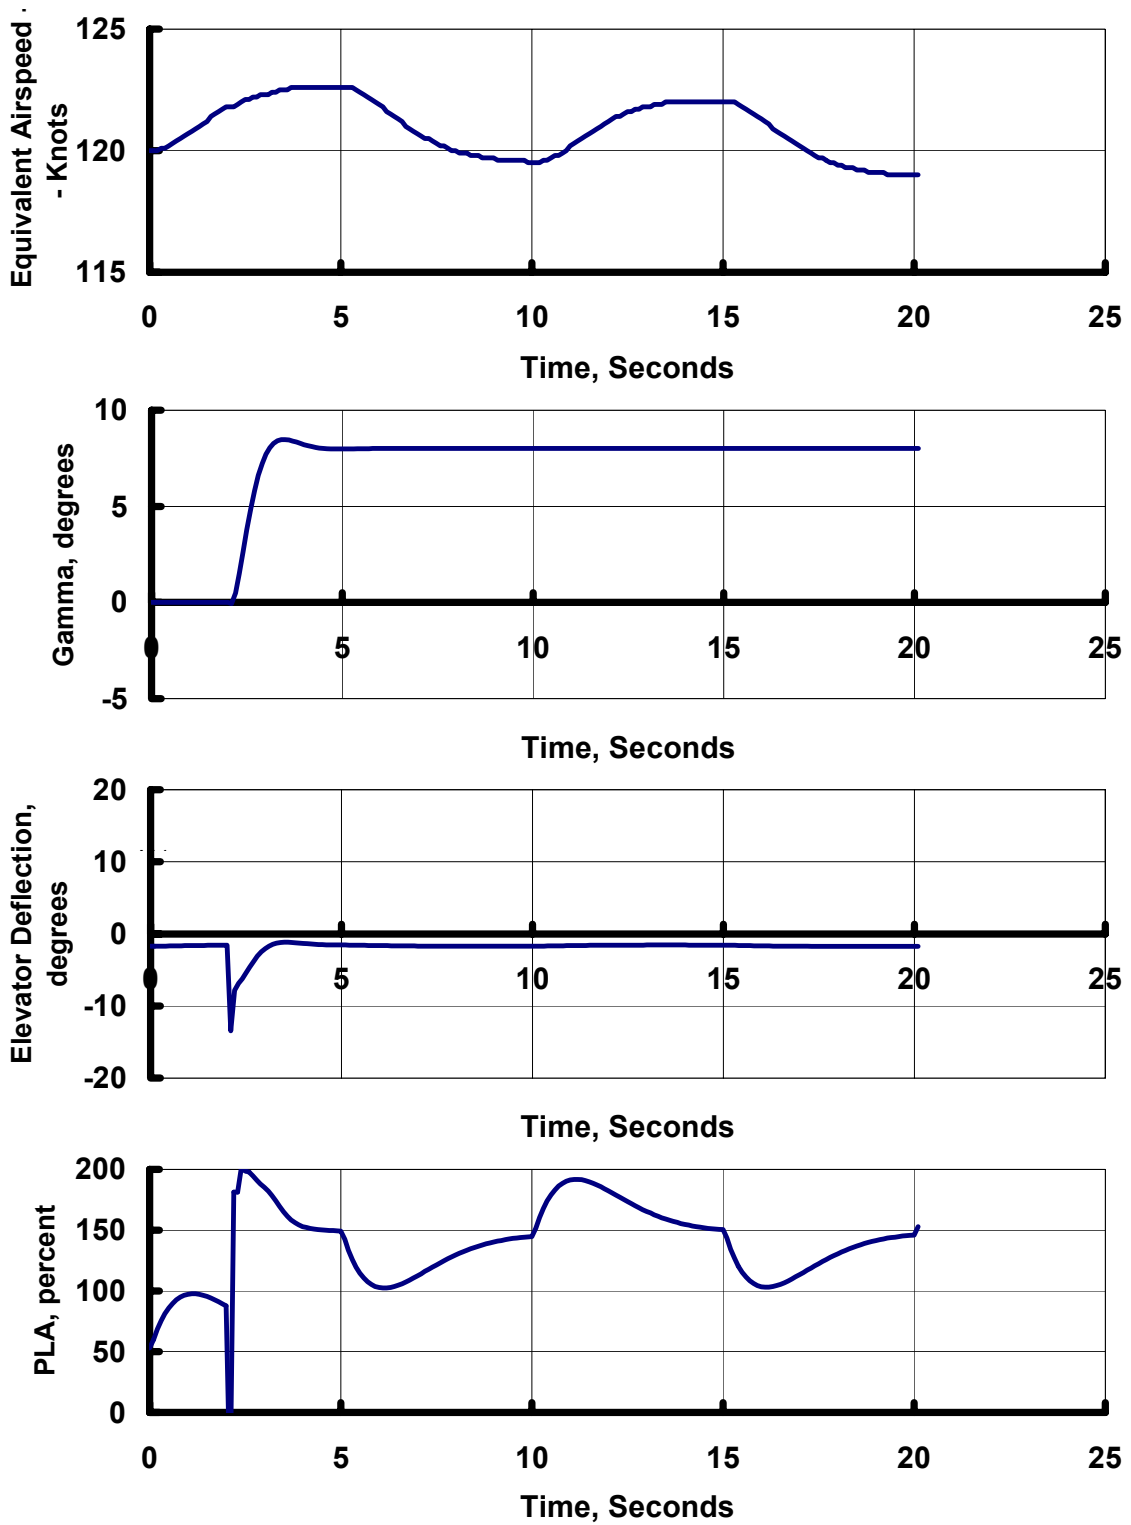 Equivalent Airspeed -
- Knots
125
120
115
0 5 10 15 20 25
Time, Seconds
Gamma, degrees
10
5
0
-5
0 5 10 15 20 25
Time, Seconds
Elevator Deflection,
degrees
20
10
0
-10
-20
0 5 10 15 20 25
Time, Seconds
PLA, percent
200
150
100
50
0
0 5 10 15 20 25
Time, Seconds